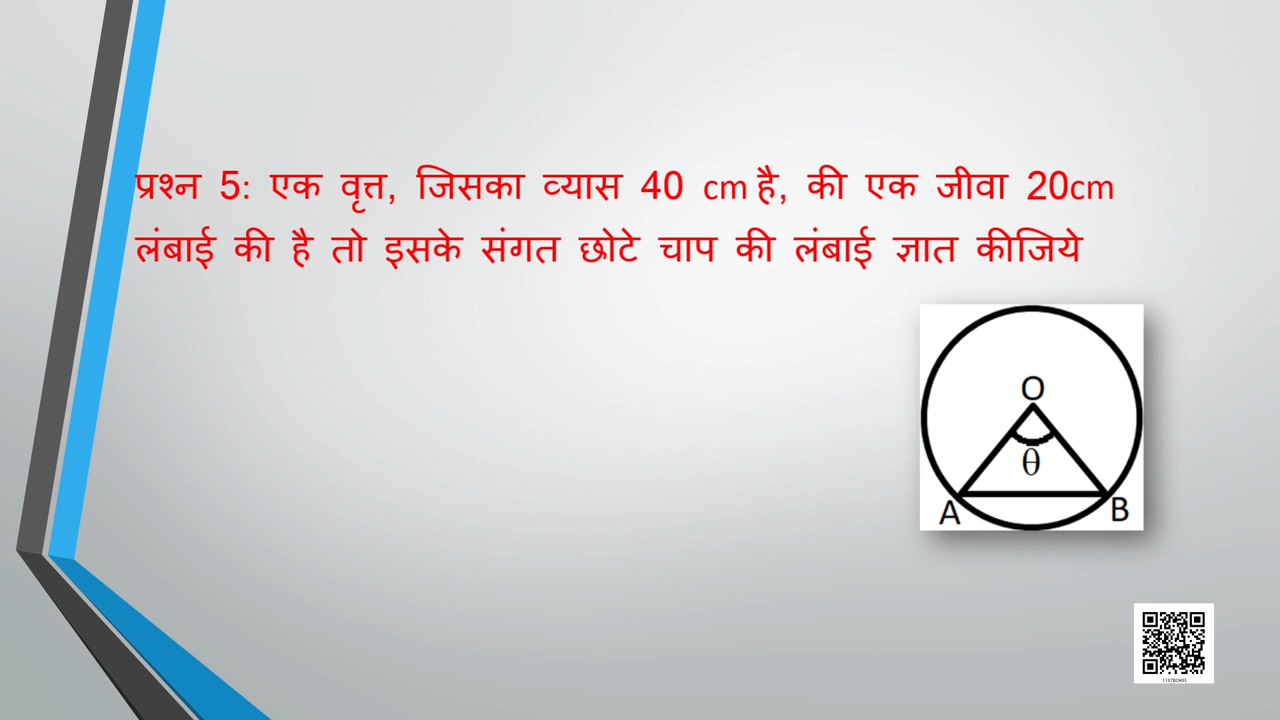 प्रश्न 5: एक वृत्त, जिसका व्यास 40 cm है, की एक जीवा 20cm
लंबाई की है तो इसके संगत छोटे चाप की लंबाई ज्ञात कीजिये
O
θ
A
B